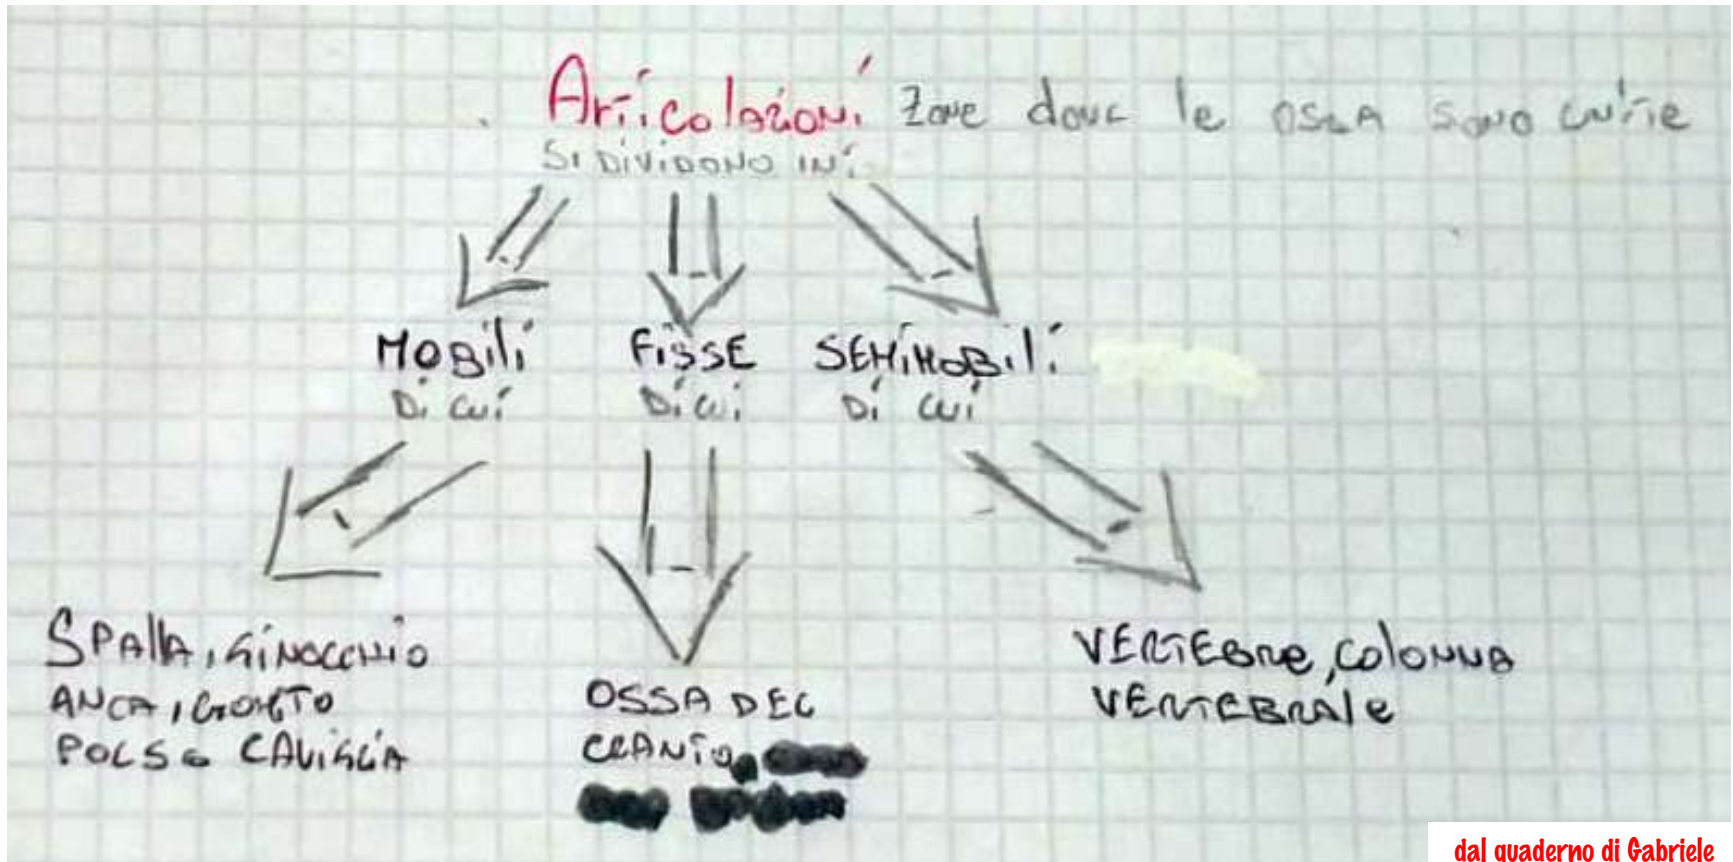 Articolazioni zone dove le OSSA sono unite
SI DIVIDONO IN:
MOBili FiSSE SEMiMOBili
Di cui Di cui Di cui
SPAllA, GINOCCHIO
ANCA, GOMITO
POLSO CAVIGLIA
OSSA DEL
CRANIO
VERTEBRE, COLONNA
VERTEBRALE
dal quaderno di Gabriele